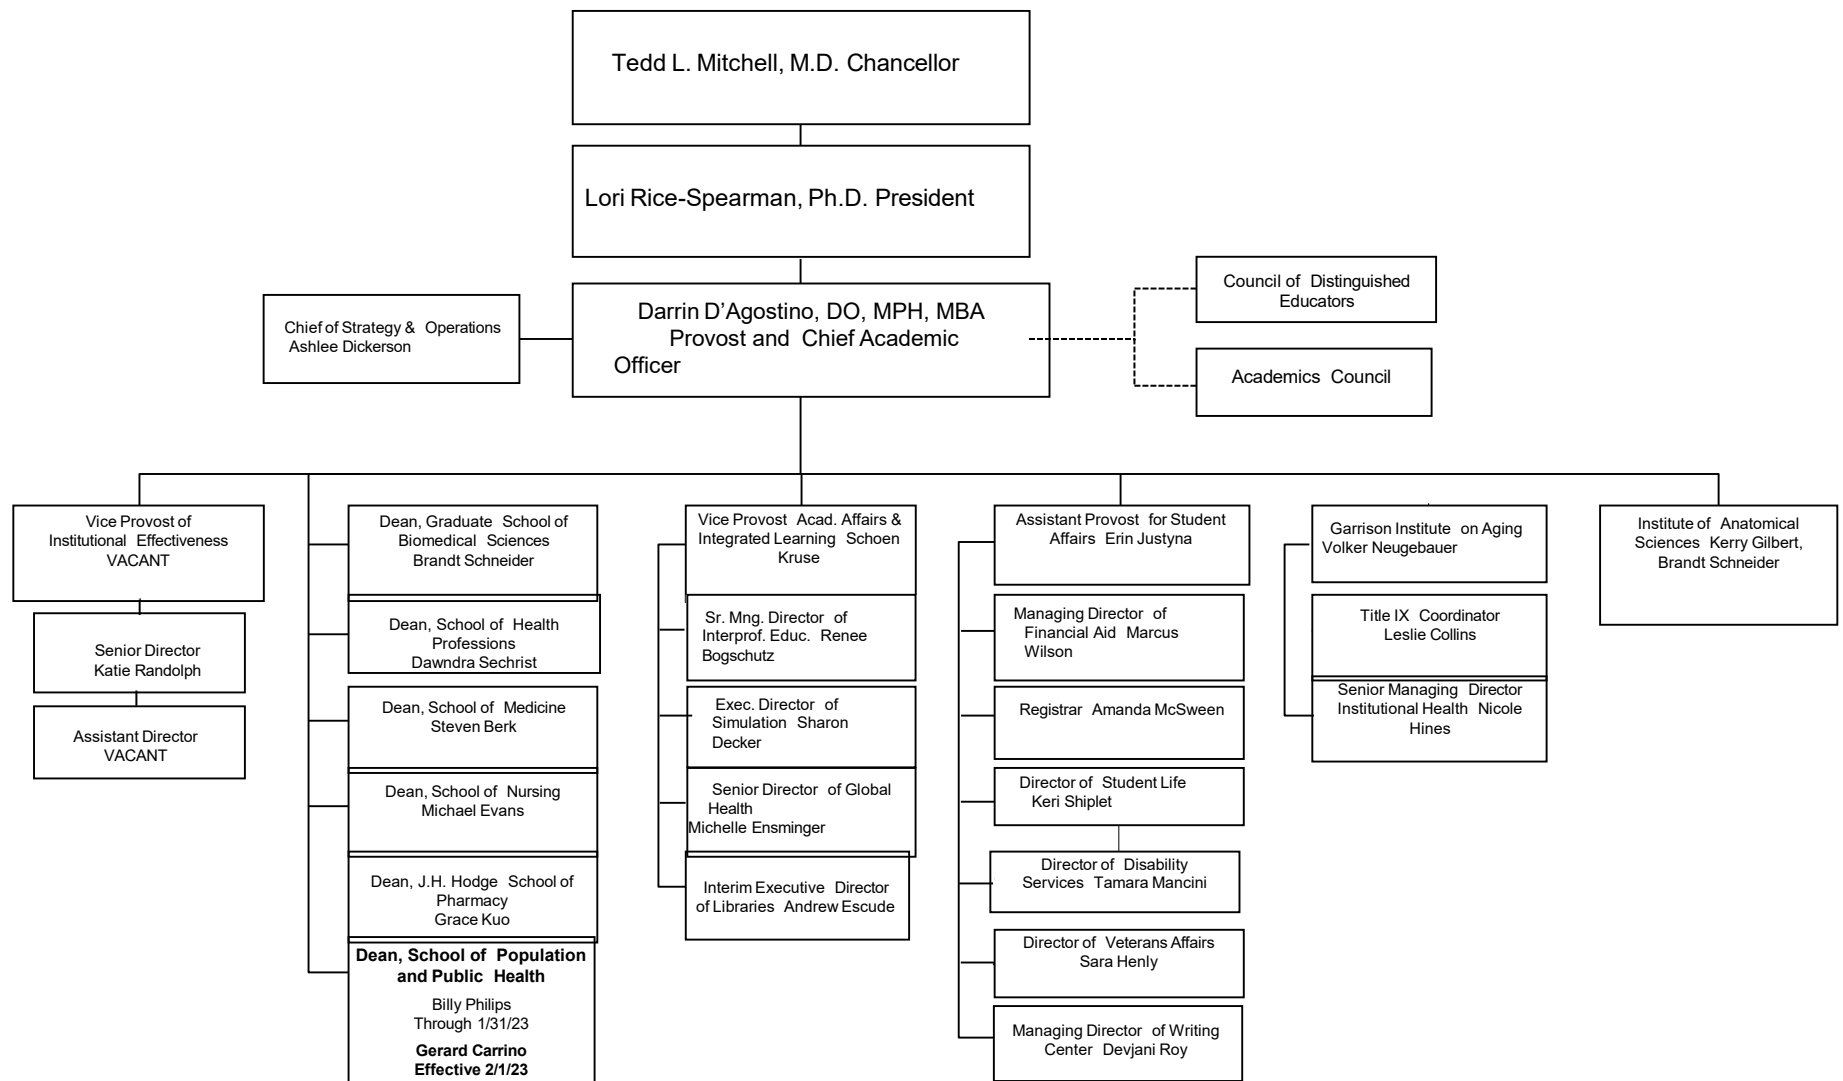 Tedd L. Mitchell, M.D. Chancellor
Lori Rice-Spearman, Ph.D. President
Chief of Strategy & Operations
Ashlee Dickerson
Darrin D’Agostino, DO, MPH, MBA
Provost and Chief Academic
Officer
Council of Distinguished
Educators
Academics Council
Vice Provost of
Institutional Effectiveness
VACANT
Senior Director
Katie Randolph
Assistant Director
VACANT
Dean, Graduate School of
Biomedical Sciences
Brandt Schneider
Dean, School of Health
Professions
Dawndra Sechrist
Dean, School of Medicine
Steven Berk
Dean, School of Nursing
Michael Evans
Dean, J.H. Hodge School of
Pharmacy
Grace Kuo
Dean, School of Population
and Public Health
Billy Philips
Through 1/31/23
Gerard Carrino
Effective 2/1/23
Vice Provost Acad. Affairs &
Integrated Learning Schoen
Kruse
Sr. Mng. Director of
Interprof. Educ. Renee
Bogschutz
Exec. Director of
Simulation Sharon
Decker
Senior Director of Global
Health
Michelle Ensminger
Interim Executive Director
of Libraries Andrew Escude
Assistant Provost for Student
Affairs Erin Justyna
Managing Director of
Financial Aid Marcus
Wilson
Registrar Amanda McSween
Director of Student Life
Keri Shiplet
Director of Disability
Services Tamara Mancini
Director of Veterans Affairs
Sara Henly
Managing Director of Writing
Center Devjani Roy
Garrison Institute on Aging
Volker Neugebauer
Title IX Coordinator
Leslie Collins
Senior Managing Director
Institutional Health Nicole
Hines
Institute of Anatomical
Sciences Kerry Gilbert,
Brandt Schneider